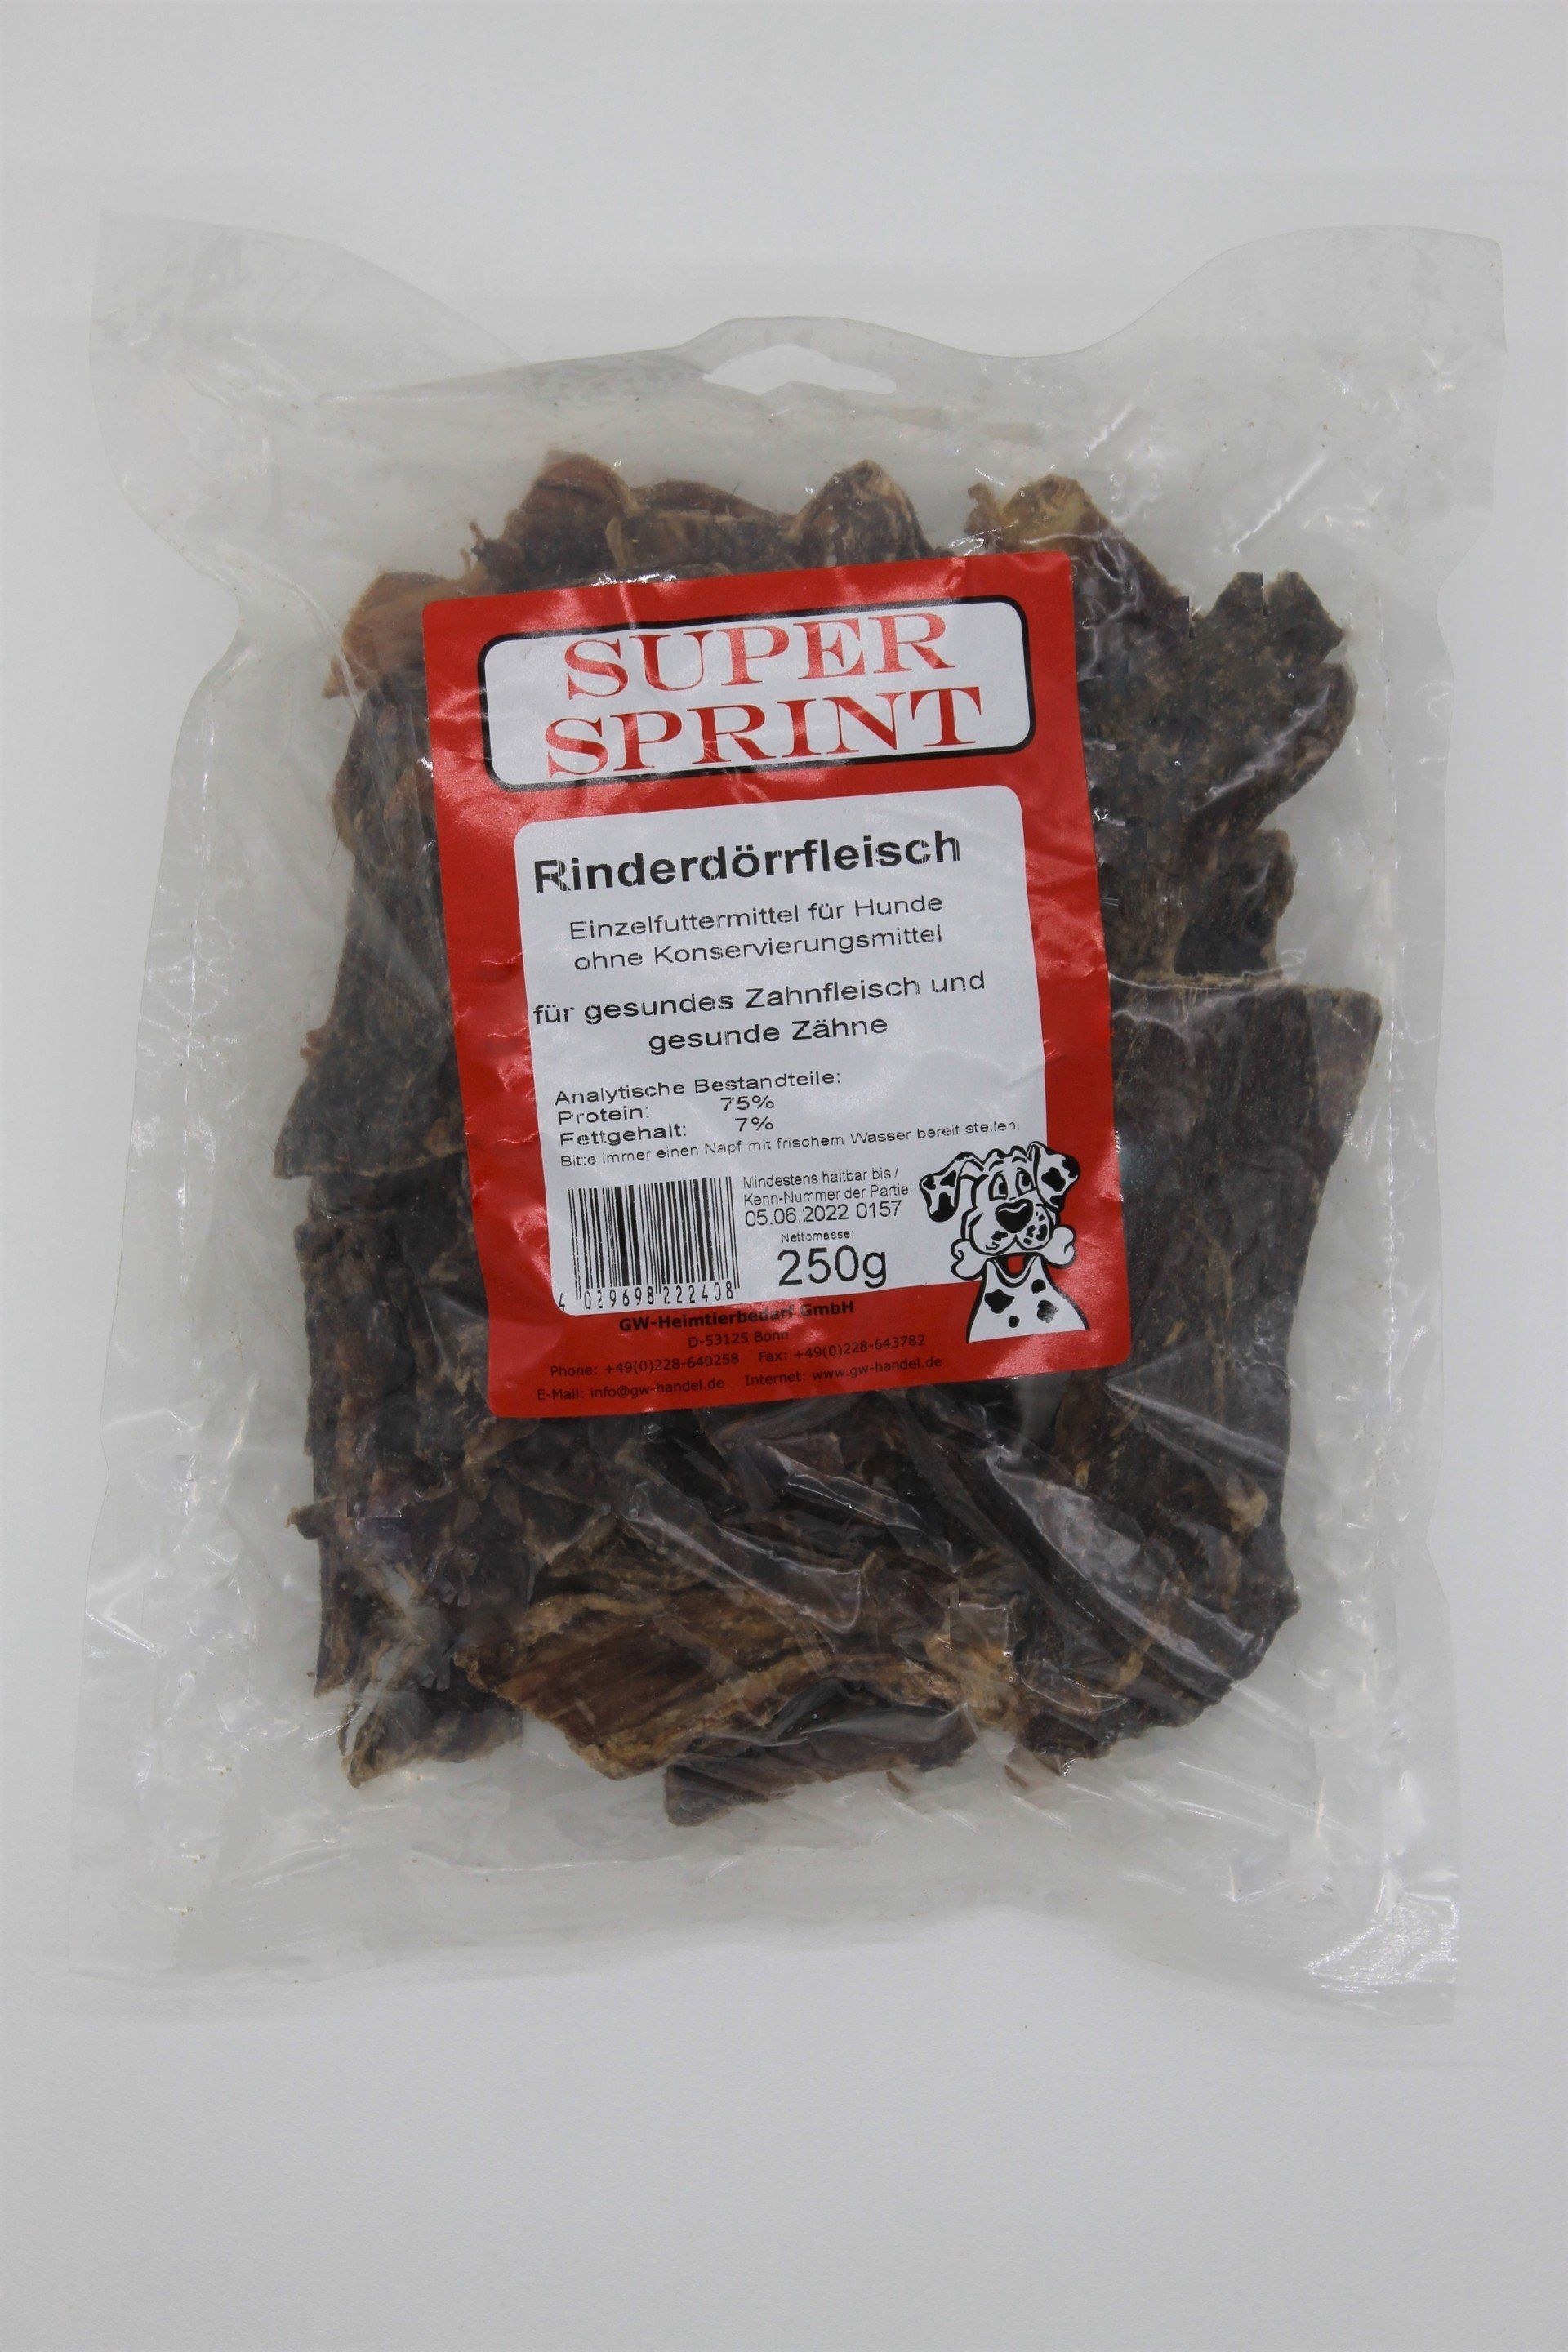 SUPER
SPRINT
Rinderdörrfleisch
Einzelfuttermittel für Hunde
ohne Konservierungsmittel
für gesundes Zahnfleisch und
gesunde Zähne
Analytische Bestandteile:
Protein: 75%
Fettgehalt: 7%
Bitte immer einen Napf mit frischem Wasser bereit stellen.
Mindestens haltbar bis /
Kenn-Nummer der Partie:
05.06.2022 0157
Nettomasse:
250g
4 029698 222408
GW-Heimtierbedarf GmbH
D-53125 Bonn
Phone: +49(0)228-640258 Fax: +49(0)228-643782
E-Mail: info@gw-handel.de Internet: www.gw-handel.de